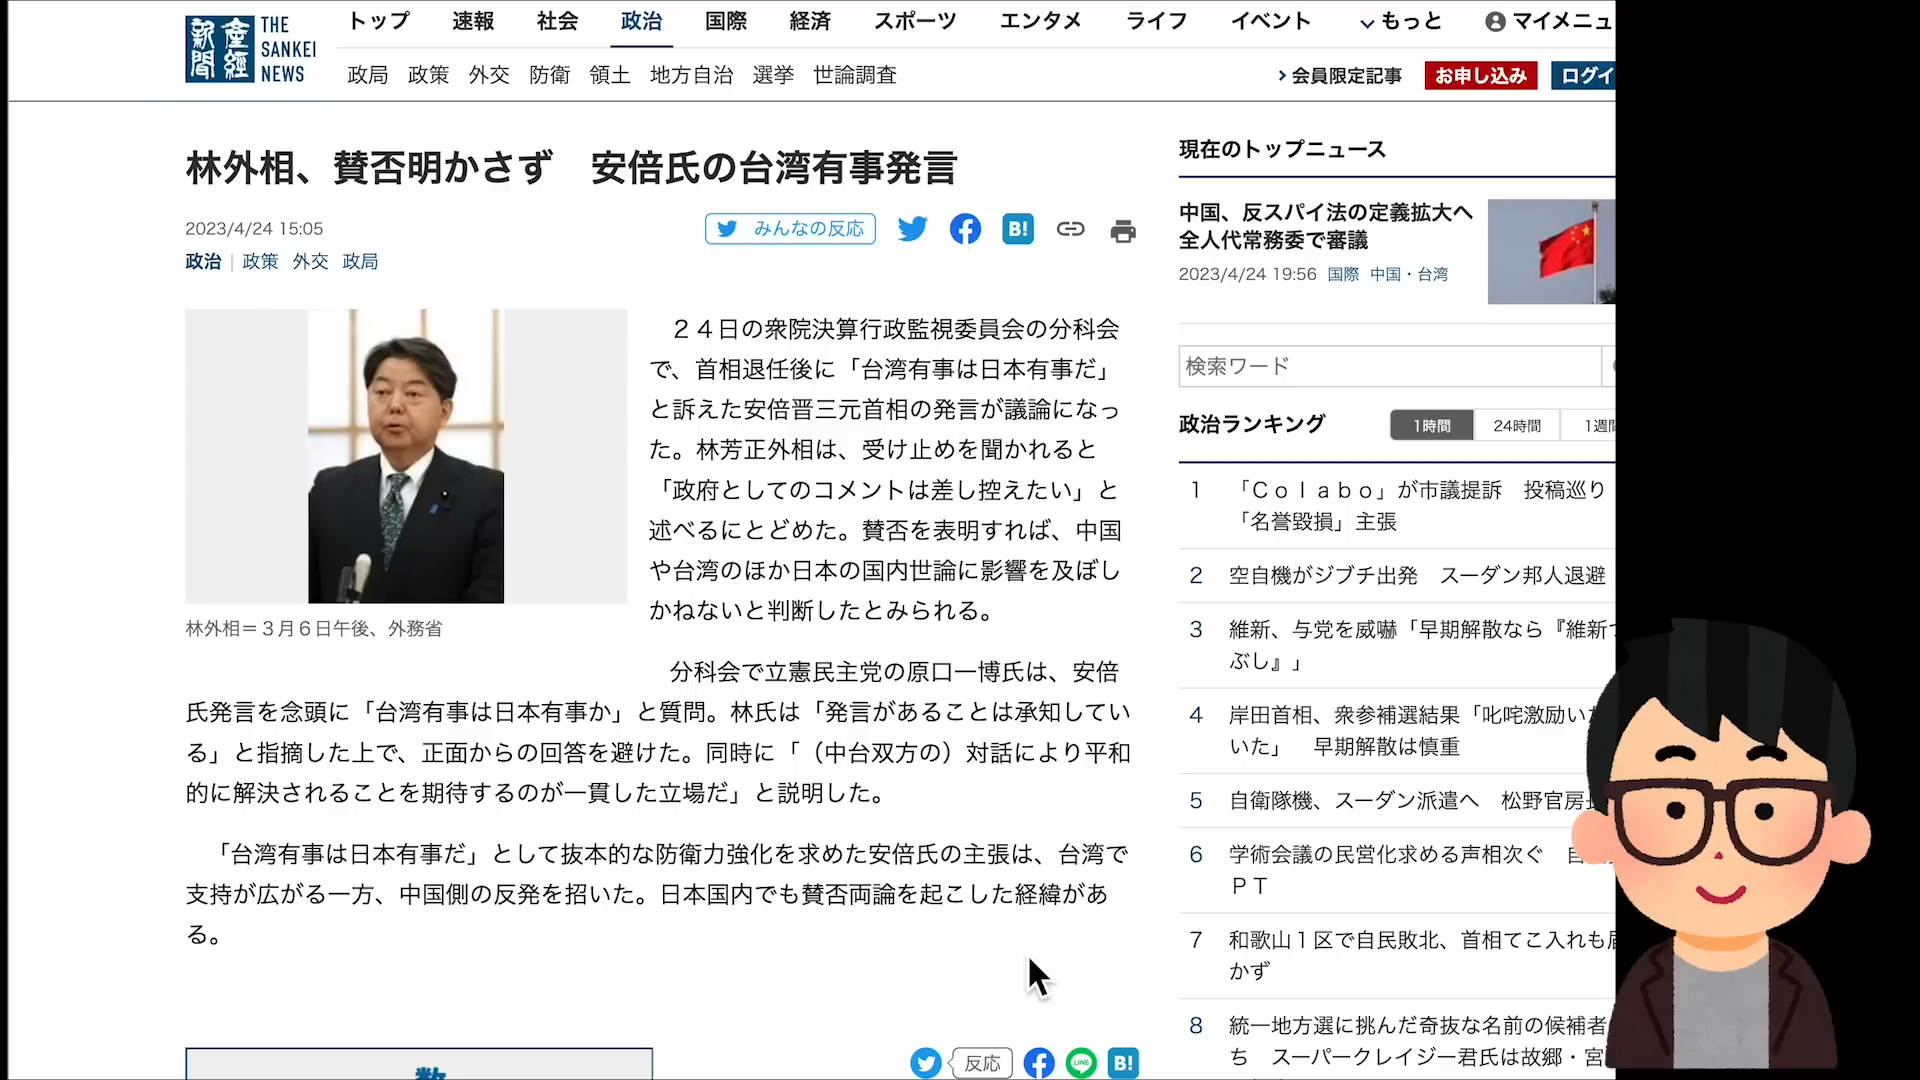 新聞 産経
THE
SANKEI
NEWS
トップ 速報 社会 政治 国際 経済 スポーツ エンタメ ライフ イベント もっと マイメニュ
政局 政策 外交 防衛 領土 地方自治 選挙 世論調査
会員限定記事 お申し込み ログイ
林外相、賛否明かさず　安倍氏の台湾有事発言
2023/4/24 15:05
みんなの反応
B!
政治 | 政策 外交 政局
林外相＝３月６日午後、外務省
２４日の衆院決算行政監視委員会の分科会
で、首相退任後に「台湾有事は日本有事だ」
と訴えた安倍晋三元首相の発言が議論になっ
た。林芳正外相は、受け止めを聞かれると
「政府としてのコメントは差し控えたい」と
述べるにとどめた。賛否を表明すれば、中国
や台湾のほか日本の国内世論に影響を及ぼし
かねないと判断したとみられる。
分科会で立憲民主党の原口一博氏は、安倍
氏発言を念頭に「台湾有事は日本有事か」と質問。林氏は「発言があることは承知してい
る」と指摘した上で、正面からの回答を避けた。同時に「（中台双方の）対話により平和
的に解決されることを期待するのが一貫した立場だ」と説明した。
「台湾有事は日本有事だ」として抜本的な防衛力強化を求めた安倍氏の主張は、台湾で
支持が広がる一方、中国側の反発を招いた。日本国内でも賛否両論を起こした経緯があ
る。
反応
LINE
B!
現在のトップニュース
中国、反スパイ法の定義拡大へ
全人代常務委で審議
2023/4/24 19:56 国際 中国・台湾
検索ワード
政治ランキング
1時間 24時間 1週間
1 「Ｃｏｌａｂｏ」が市議提訴　投稿巡り
「名誉毀損」主張
2 空自機がジブチ出発　スーダン邦人退避
3 維新、与党を威嚇「早期解散なら『維新つ
ぶし』」
4 岸田首相、衆参補選結果「叱咤激励いた
いた」　早期解散は慎重
5 自衛隊機、スーダン派遣へ　松野官房長
6 学術会議の民営化求める声相次ぐ　自
ＰＴ
7 和歌山１区で自民敗北、首相てこ入れも届
かず
8 統一地方選に挑んだ奇抜な名前の候補者
ち　スーパークレイジー君氏は故郷・宮